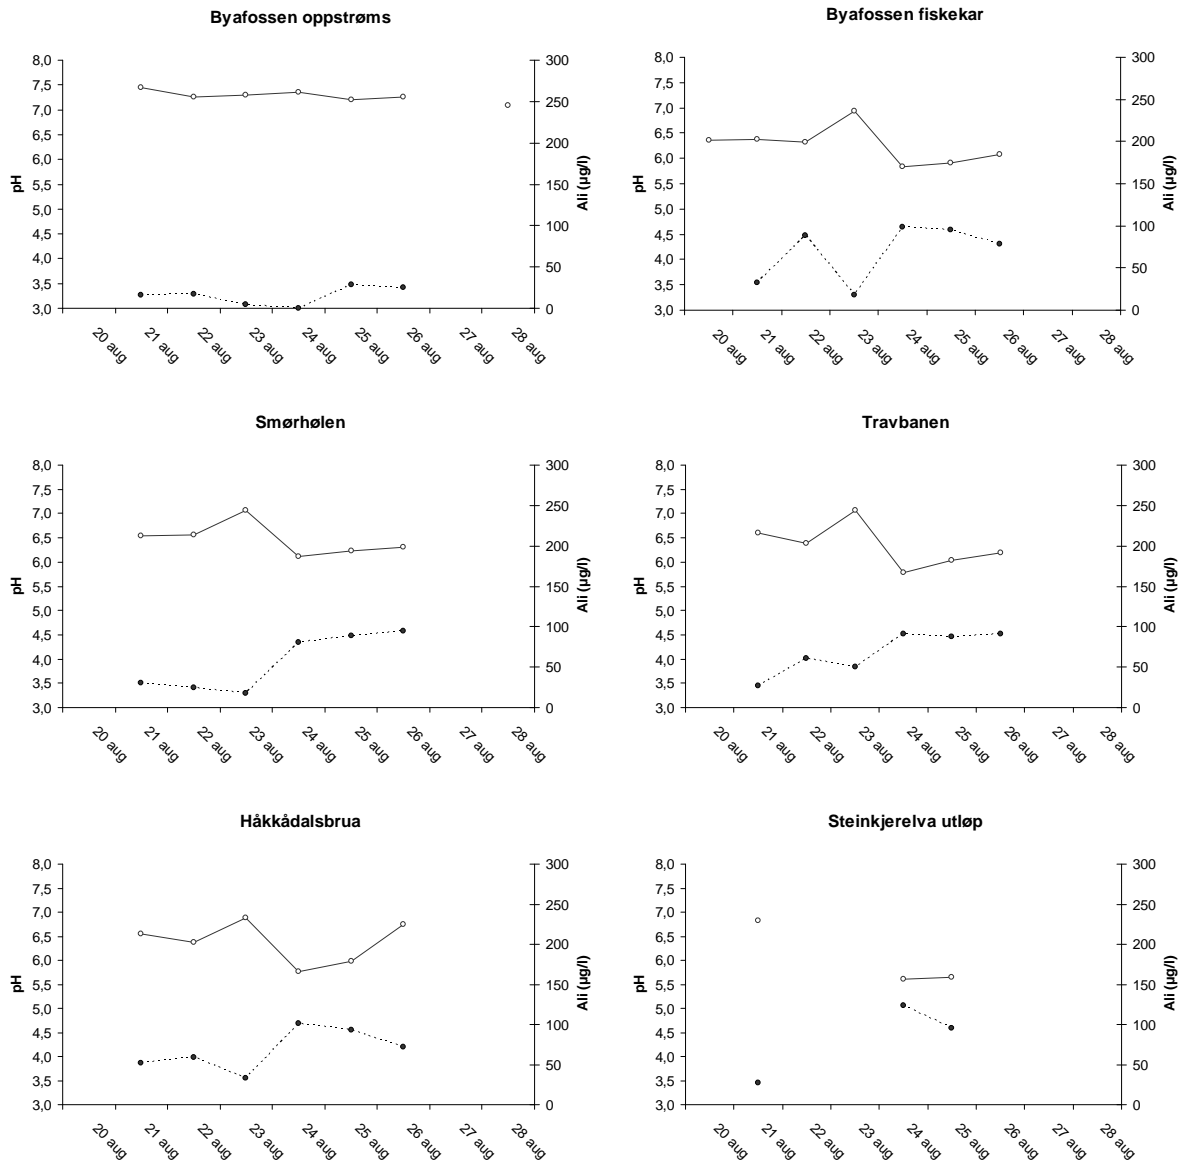 Byafossen oppstrøms
8,0
7,5
7,0
6,5
6,0
5,5
5,0
4,5
4,0
3,5
3,0
pH
300
250
200
150
100
50
0
Ali (µg/l)
20 aug
21 aug
22 aug
23 aug
24 aug
25 aug
26 aug
27 aug
28 aug
Byafossen fiskekar
8,0
7,5
7,0
6,5
6,0
5,5
5,0
4,5
4,0
3,5
3,0
pH
300
250
200
150
100
50
0
Ali (µg/l)
20 aug
21 aug
22 aug
23 aug
24 aug
25 aug
26 aug
27 aug
28 aug
Smørhølen
8,0
7,5
7,0
6,5
6,0
5,5
5,0
4,5
4,0
3,5
3,0
pH
300
250
200
150
100
50
0
Ali (µg/l)
20 aug
21 aug
22 aug
23 aug
24 aug
25 aug
26 aug
27 aug
28 aug
Travbanen
8,0
7,5
7,0
6,5
6,0
5,5
5,0
4,5
4,0
3,5
3,0
pH
300
250
200
150
100
50
0
Ali (µg/l)
20 aug
21 aug
22 aug
23 aug
24 aug
25 aug
26 aug
27 aug
28 aug
Håkkådalsbrua
8,0
7,5
7,0
6,5
6,0
5,5
5,0
4,5
4,0
3,5
3,0
pH
300
250
200
150
100
50
0
Ali (µg/l)
20 aug
21 aug
22 aug
23 aug
24 aug
25 aug
26 aug
27 aug
28 aug
Steinkjerelva utløp
8,0
7,5
7,0
6,5
6,0
5,5
5,0
4,5
4,0
3,5
3,0
pH
300
250
200
150
100
50
0
Ali (µg/l)
20 aug
21 aug
22 aug
23 aug
24 aug
25 aug
26 aug
27 aug
28 aug